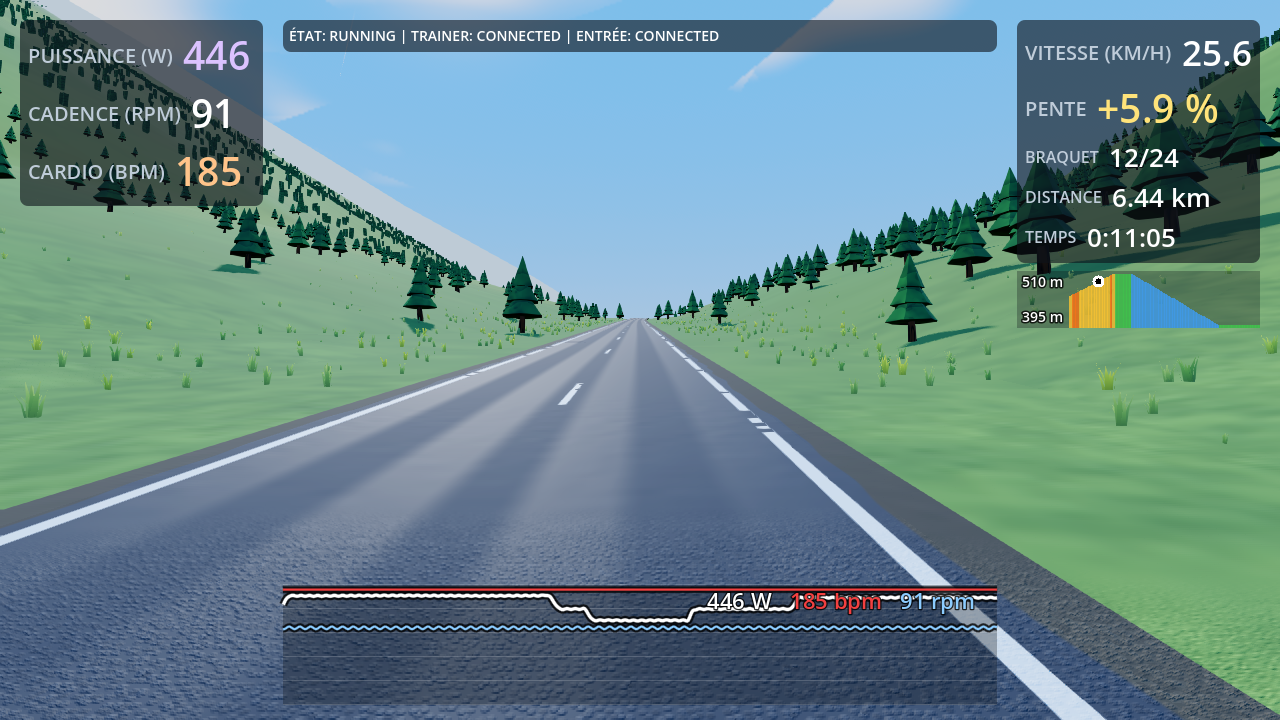 PUISSANCE (W) 446
CADENCE (RPM) 91
CARDIO (BPM) 185
ÉTAT: RUNNING | TRAINER: CONNECTED | ENTRÉE: CONNECTED
VITESSE (KM/H) 25.6
PENTE +5.9 %
BRAQUET 12/24
DISTANCE 6.44 km
TEMPS 0:11:05
510 m
395 m
446 W 185 bpm 91 rpm